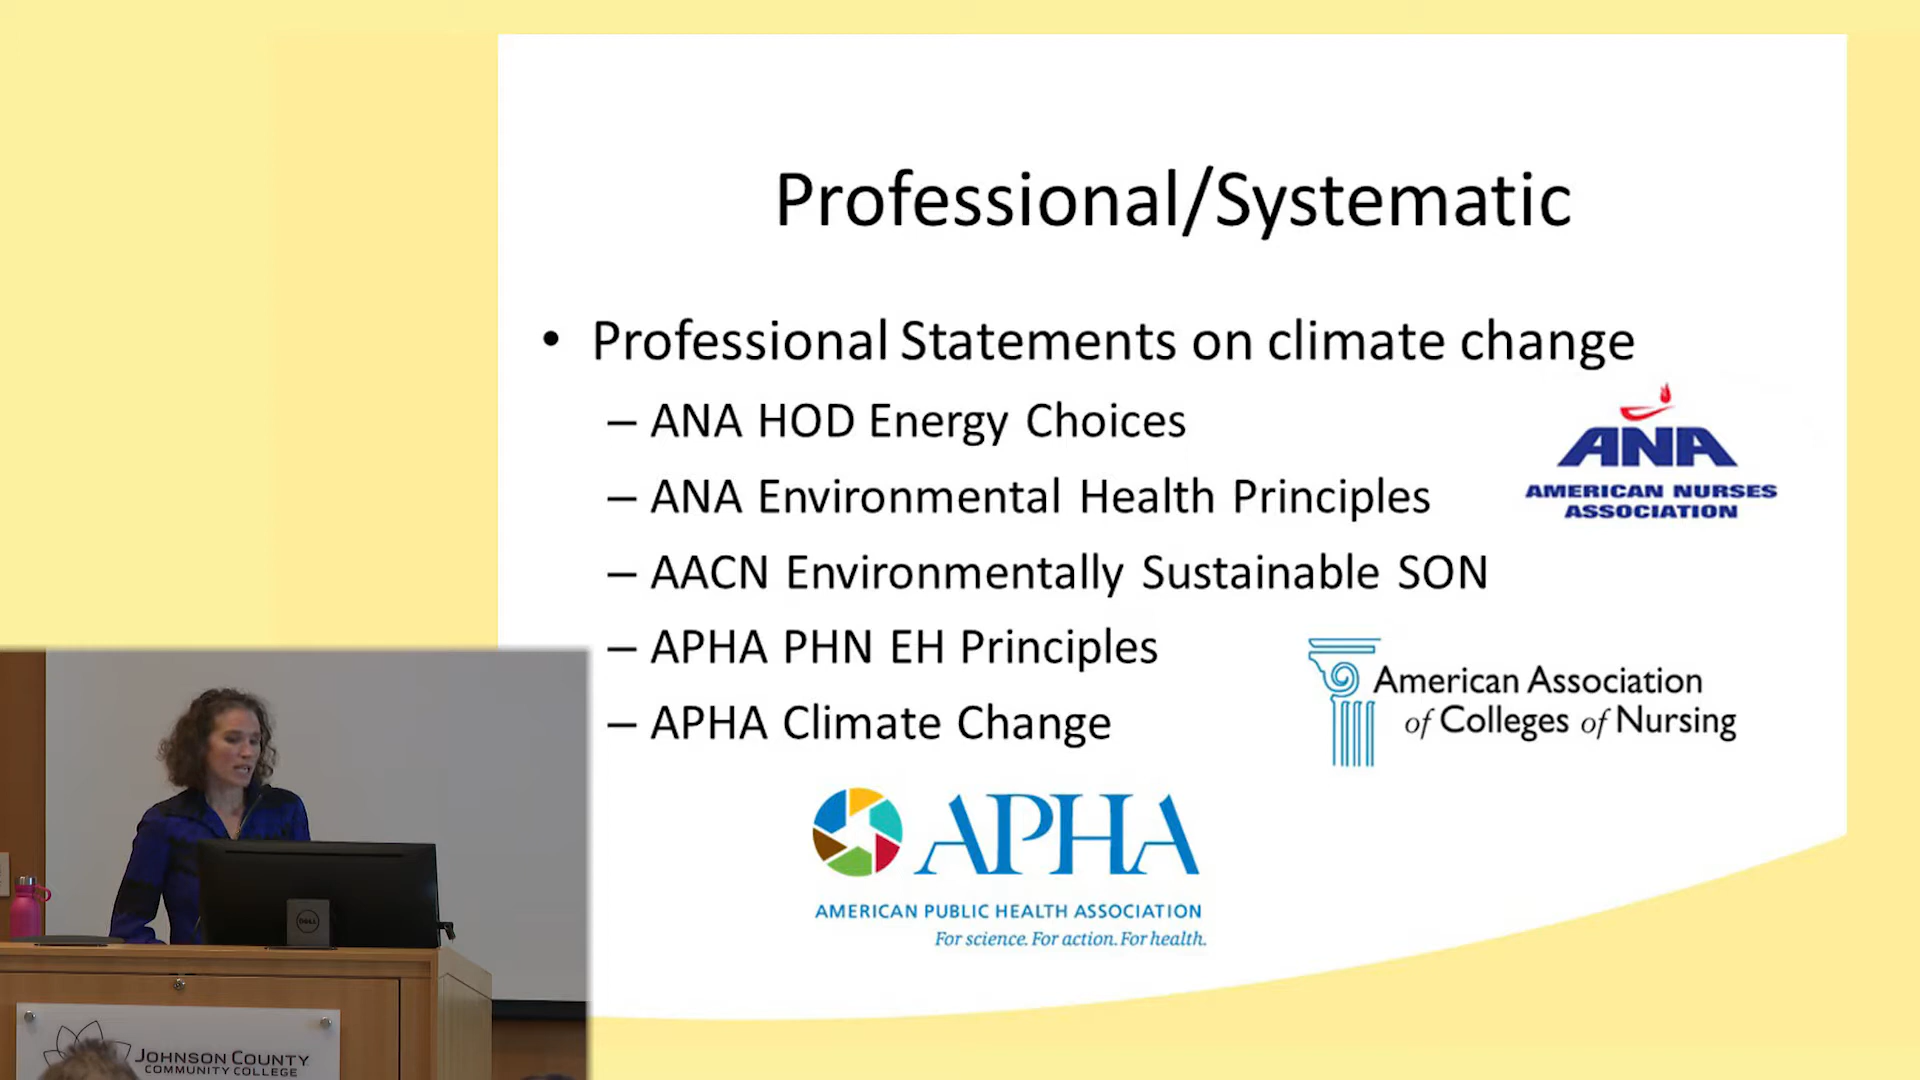 Professional/Systematic
• Professional Statements on climate change
– ANA HOD Energy Choices
– ANA Environmental Health Principles
– AACN Environmentally Sustainable SON
– APHA PHN EH Principles
– APHA Climate Change
ANA
AMERICAN NURSES
ASSOCIATION
American Association
of Colleges of Nursing
APHA
AMERICAN PUBLIC HEALTH ASSOCIATION
For science. For action. For health.
DELL
JOHNSON COUNTY
COMMUNITY COLLEGE